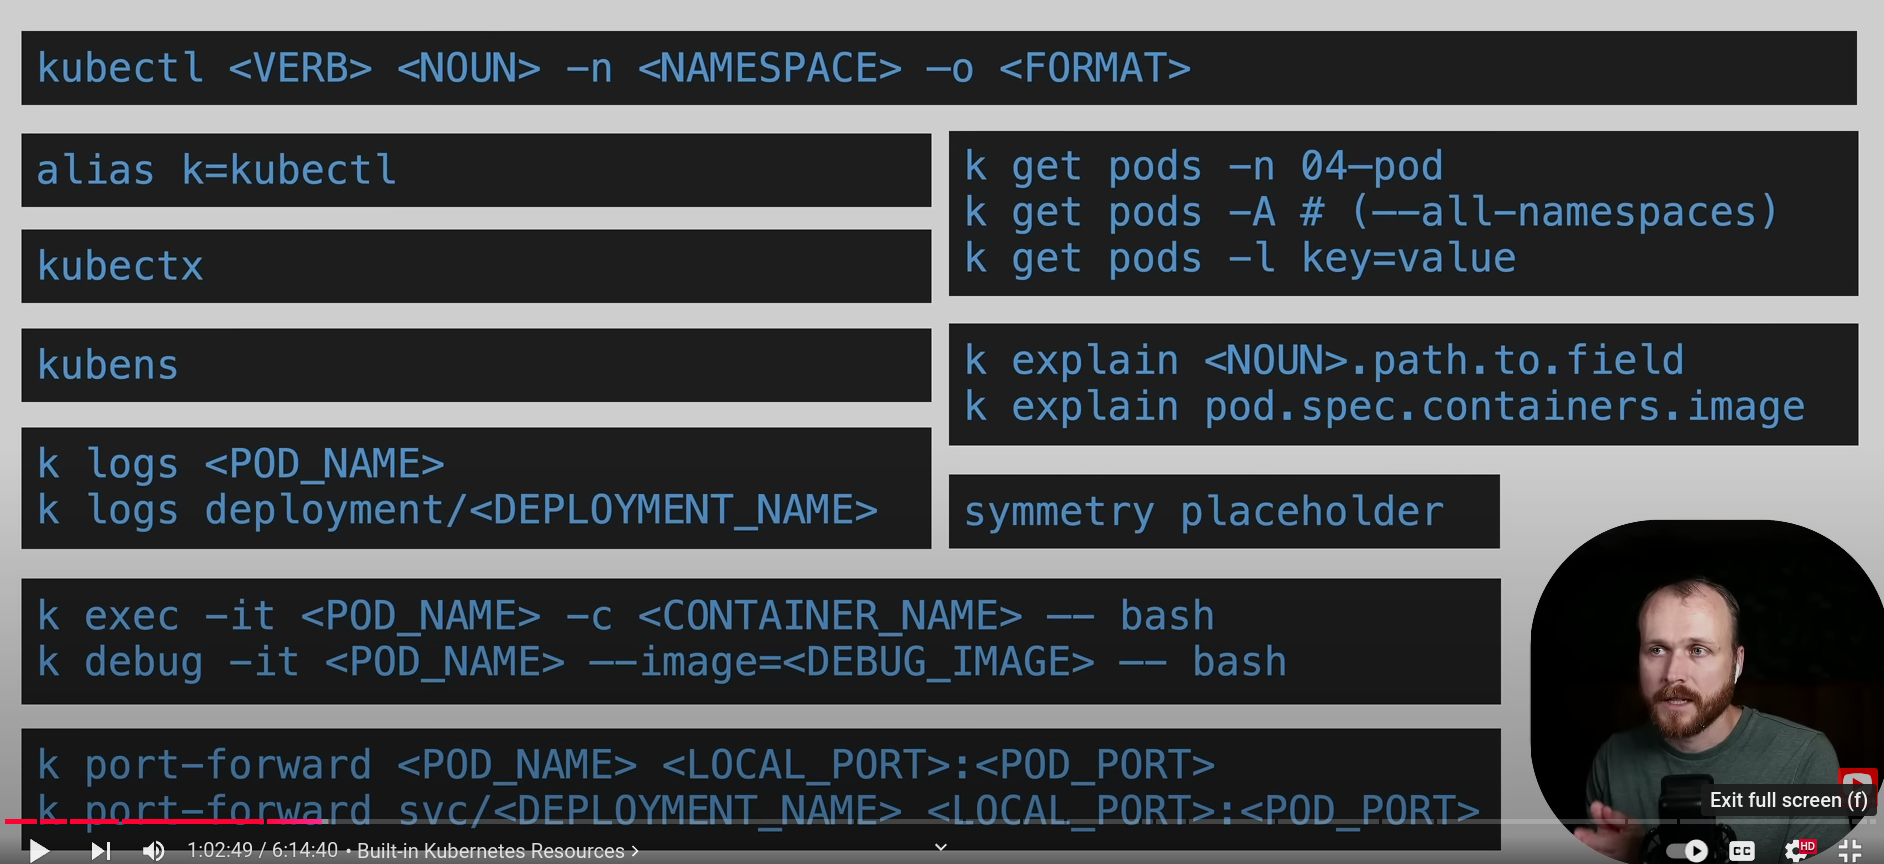 kubectl <VERB> <NOUN> -n <NAMESPACE> -o <FORMAT>
alias k=kubectl
kubectx
kubens
k logs <POD_NAME>
k logs deployment/<DEPLOYMENT_NAME>
k get pods -n 04-pod
k get pods -A # (--all-namespaces)
k get pods -l key=value
k explain <NOUN>.path.to.field
k explain pod.spec.containers.image
symmetry placeholder
k exec -it <POD_NAME> -c <CONTAINER_NAME> -- bash
k debug -it <POD_NAME> --image=<DEBUG_IMAGE> -- bash
k port-forward <POD_NAME> <LOCAL_PORT>:<POD_PORT>
k port-forward svc/<DEPLOYMENT_NAME> <LOCAL_PORT>:<POD_PORT>
Exit full screen (f)
1:02:49 / 6:14:40 • Built-in Kubernetes Resources >
CC
HD